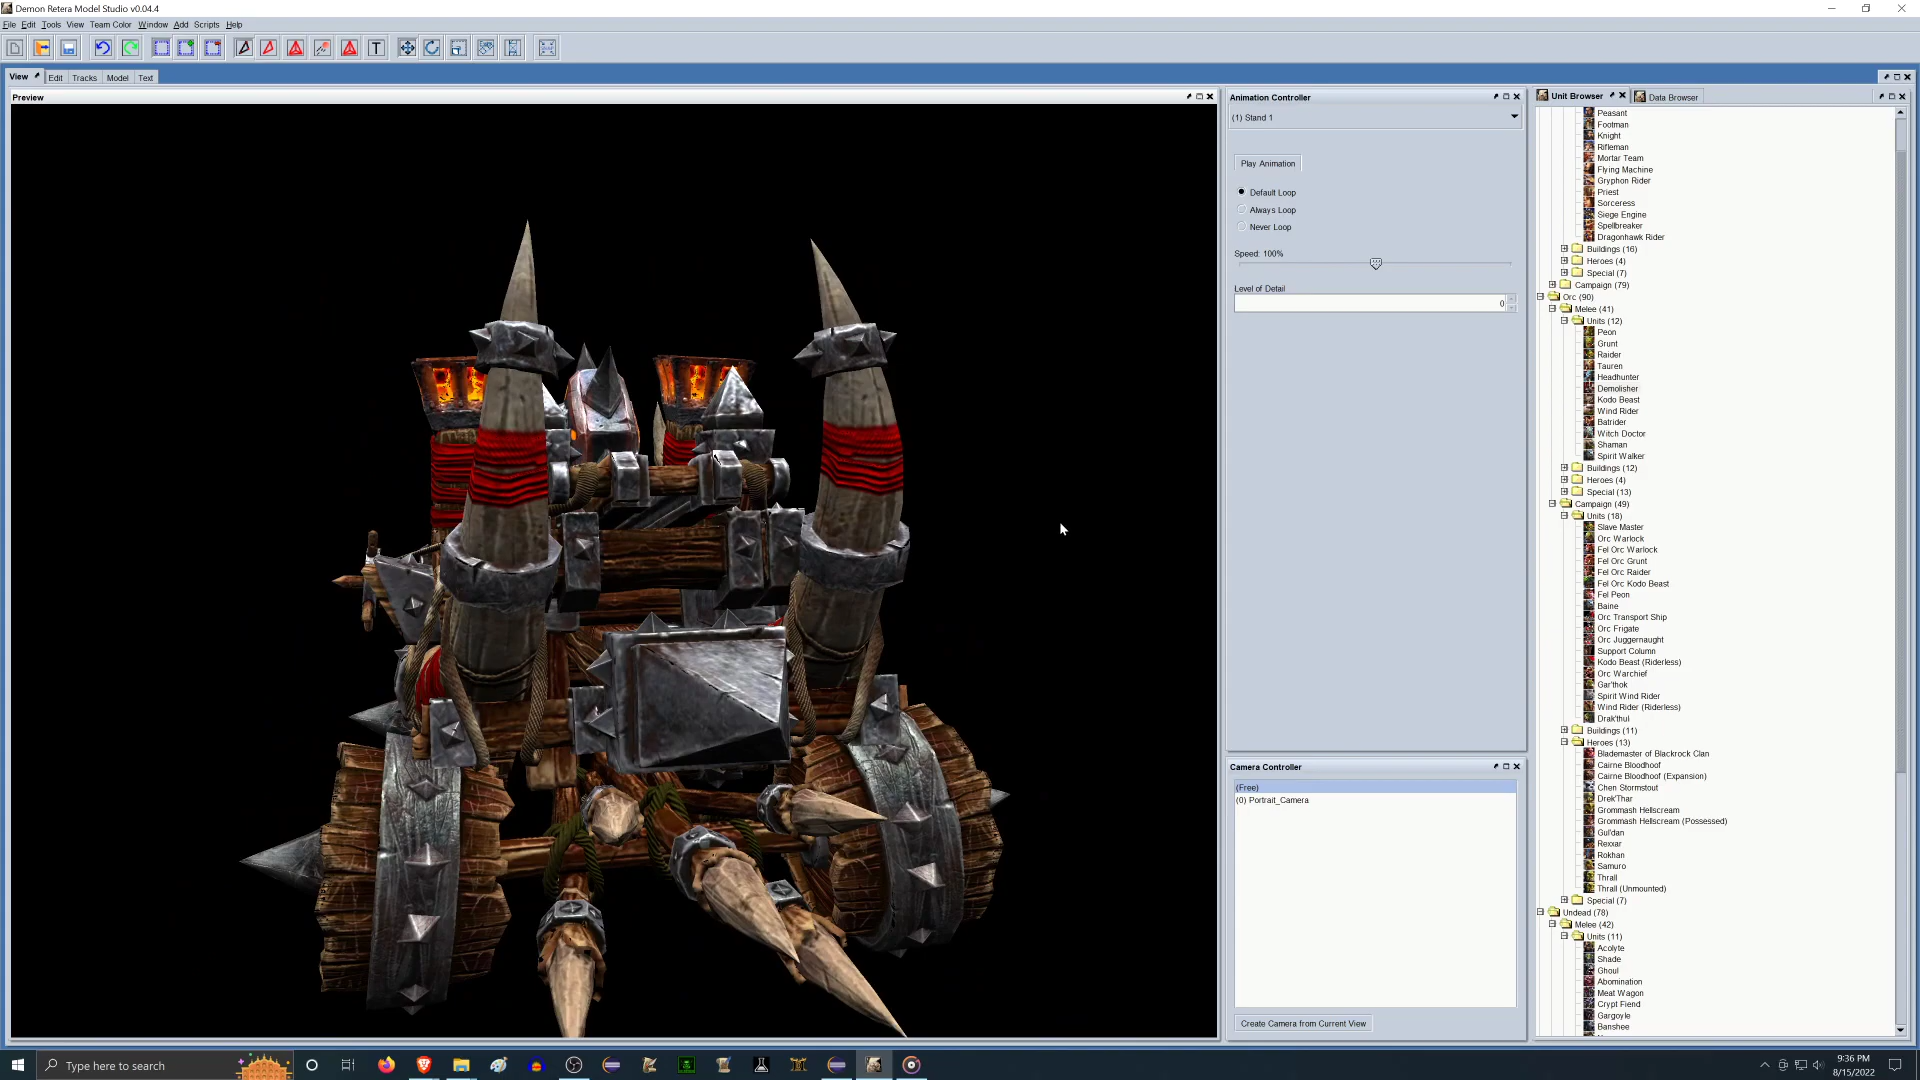 Demon Retera Model Studio v0.04.4
File Edit Tools View Team Color Window Add Scripts Help
T
View Edit Tracks Model Text
Preview
Animation Controller
(1) Stand 1
Play Animation
Default Loop
Always Loop
Never Loop
Speed: 100%
Level of Detail
0
Camera Controller
(Free)
(0) Portrait_Camera
Create Camera from Current View
Unit Browser
Data Browser
Peasant
Footman
Knight
Rifleman
Mortar Team
Flying Machine
Gryphon Rider
Priest
Sorceress
Siege Engine
Spellbreaker
Dragonhawk Rider
Buildings (16)
Heroes (4)
Special (7)
Campaign (79)
Orc (90)
Melee (41)
Units (12)
Peon
Grunt
Raider
Tauren
Headhunter
Demolisher
Kodo Beast
Wind Rider
Batrider
Witch Doctor
Shaman
Spirit Walker
Buildings (12)
Heroes (4)
Special (13)
Campaign (49)
Units (18)
Slave Master
Orc Warlock
Fel Orc Warlock
Fel Orc Grunt
Fel Orc Raider
Fel Orc Kodo Beast
Fel Peon
Baine
Orc Transport Ship
Orc Frigate
Orc Juggernaught
Support Column
Kodo Beast (Riderless)
Orc Warchief
Gar'thok
Spirit Wind Rider
Wind Rider (Riderless)
Drak'thul
Buildings (11)
Heroes (13)
Blademaster of Blackrock Clan
Cairne Bloodhoof
Cairne Bloodhoof (Expansion)
Chen Stormstout
Drek'Thar
Grommash Hellscream
Grommash Hellscream (Possessed)
Gul'dan
Rexxar
Rokhan
Samuro
Thrall
Thrall (Unmounted)
Special (7)
Undead (78)
Melee (42)
Units (11)
Acolyte
Shade
Ghoul
Abomination
Meat Wagon
Crypt Fiend
Gargoyle
Banshee
Type here to search
9:36 PM
8/15/2022